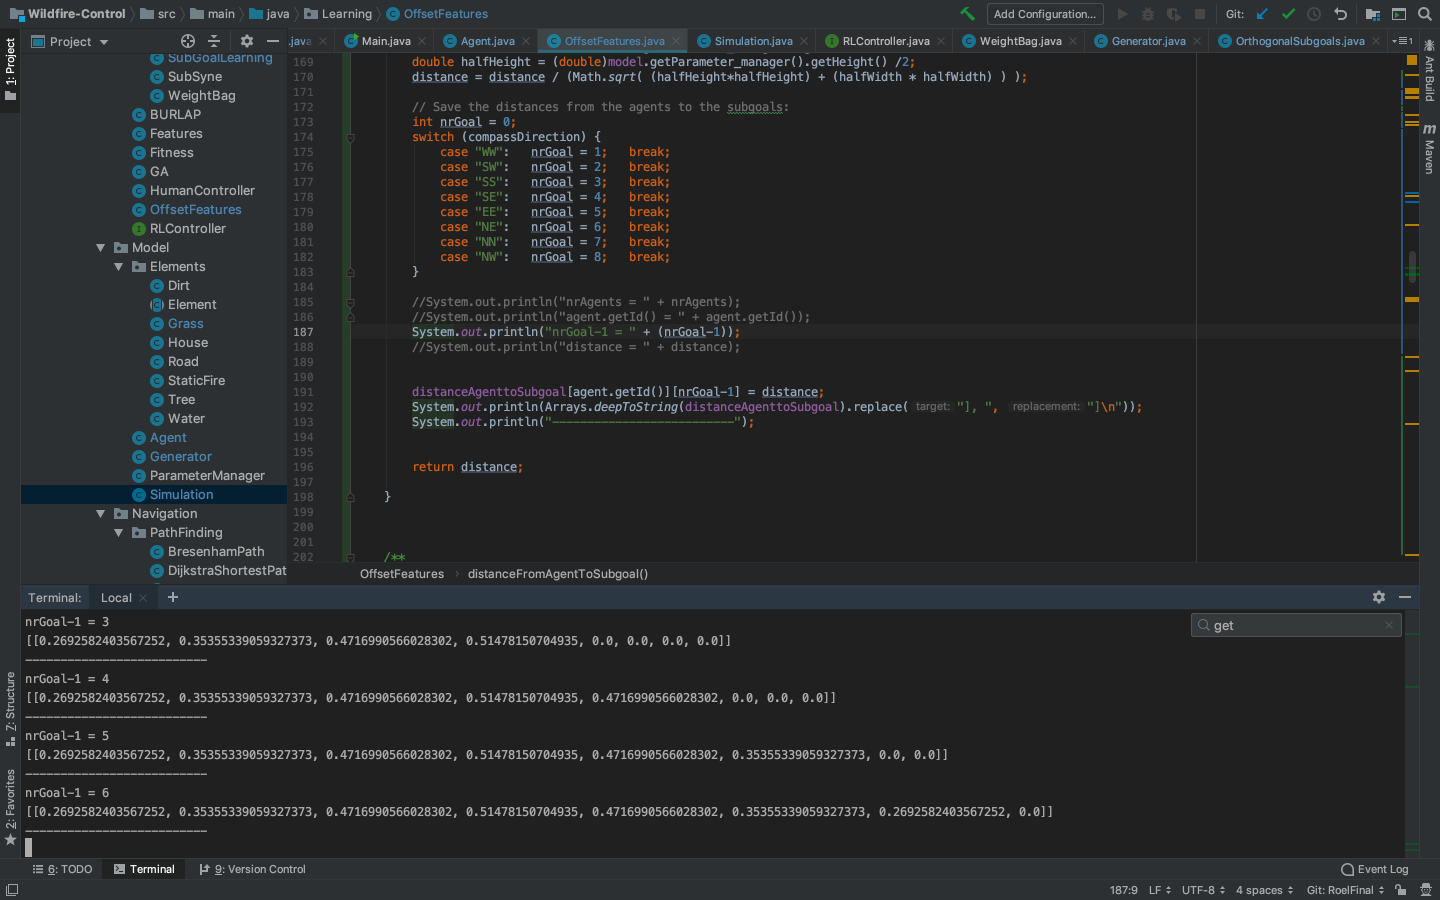 Wildfire-Control src main java Learning OffsetFeatures Add Configuration... Git:
Project
.java Main.java Agent.java OffsetFeatures.java Simulation.java RLController.java WeightBag.java Generator.java OrthogonalSubgoals.java
1: Project
SubGoalLearning
SubSyne
WeightBag
BURLAP
Features
Fitness
GA
HumanController
OffsetFeatures
RLController
Model
Elements
Dirt
Element
Grass
House
Road
StaticFire
Tree
Water
Agent
Generator
ParameterManager
Simulation
Navigation
PathFinding
BresenhamPath
DijkstraShortestPat
169 double halfHeight = (double)model.getParameter_manager().getHeight() /2;
170 distance = distance / (Math.sqrt( (halfHeight*halfHeight) + (halfWidth * halfWidth) ) );
171
172 // Save the distances from the agents to the subgoals:
173 int nrGoal = 0;
174 switch (compassDirection) {
175 case "WW": nrGoal = 1; break;
176 case "SW": nrGoal = 2; break;
177 case "SS": nrGoal = 3; break;
178 case "SE": nrGoal = 4; break;
179 case "EE": nrGoal = 5; break;
180 case "NE": nrGoal = 6; break;
181 case "NN": nrGoal = 7; break;
182 case "NW": nrGoal = 8; break;
183 }
184
185 //System.out.println("nrAgents = " + nrAgents);
186 //System.out.println("agent.getId() = " + agent.getId());
187 System.out.println("nrGoal-1 = " + (nrGoal-1));
188 //System.out.println("distance = " + distance);
189
190
191 distanceAgenttoSubgoal[agent.getId()][nrGoal-1] = distance;
192 System.out.println(Arrays.deepToString(distanceAgenttoSubgoal).replace( target: "], ", replacement: "]\n"));
193 System.out.println("--------------------------");
194
195
196 return distance;
197
198 }
199
200
201
202 /**
OffsetFeatures distanceFromAgentToSubgoal()
Ant Build
m Maven
Terminal: Local +
get
nrGoal-1 = 3
[[0.2692582403567252, 0.35355339059327373, 0.4716990566028302, 0.51478150704935, 0.0, 0.0, 0.0, 0.0]]
--------------------------
nrGoal-1 = 4
[[0.2692582403567252, 0.35355339059327373, 0.4716990566028302, 0.51478150704935, 0.4716990566028302, 0.0, 0.0, 0.0]]
--------------------------
nrGoal-1 = 5
[[0.2692582403567252, 0.35355339059327373, 0.4716990566028302, 0.51478150704935, 0.4716990566028302, 0.35355339059327373, 0.0, 0.0]]
--------------------------
nrGoal-1 = 6
[[0.2692582403567252, 0.35355339059327373, 0.4716990566028302, 0.51478150704935, 0.4716990566028302, 0.35355339059327373, 0.2692582403567252, 0.0]]
--------------------------
Z: Structure
2: Favorites
6: TODO Terminal 9: Version Control Event Log
187:9 LF UTF-8 4 spaces Git: RoelFinal